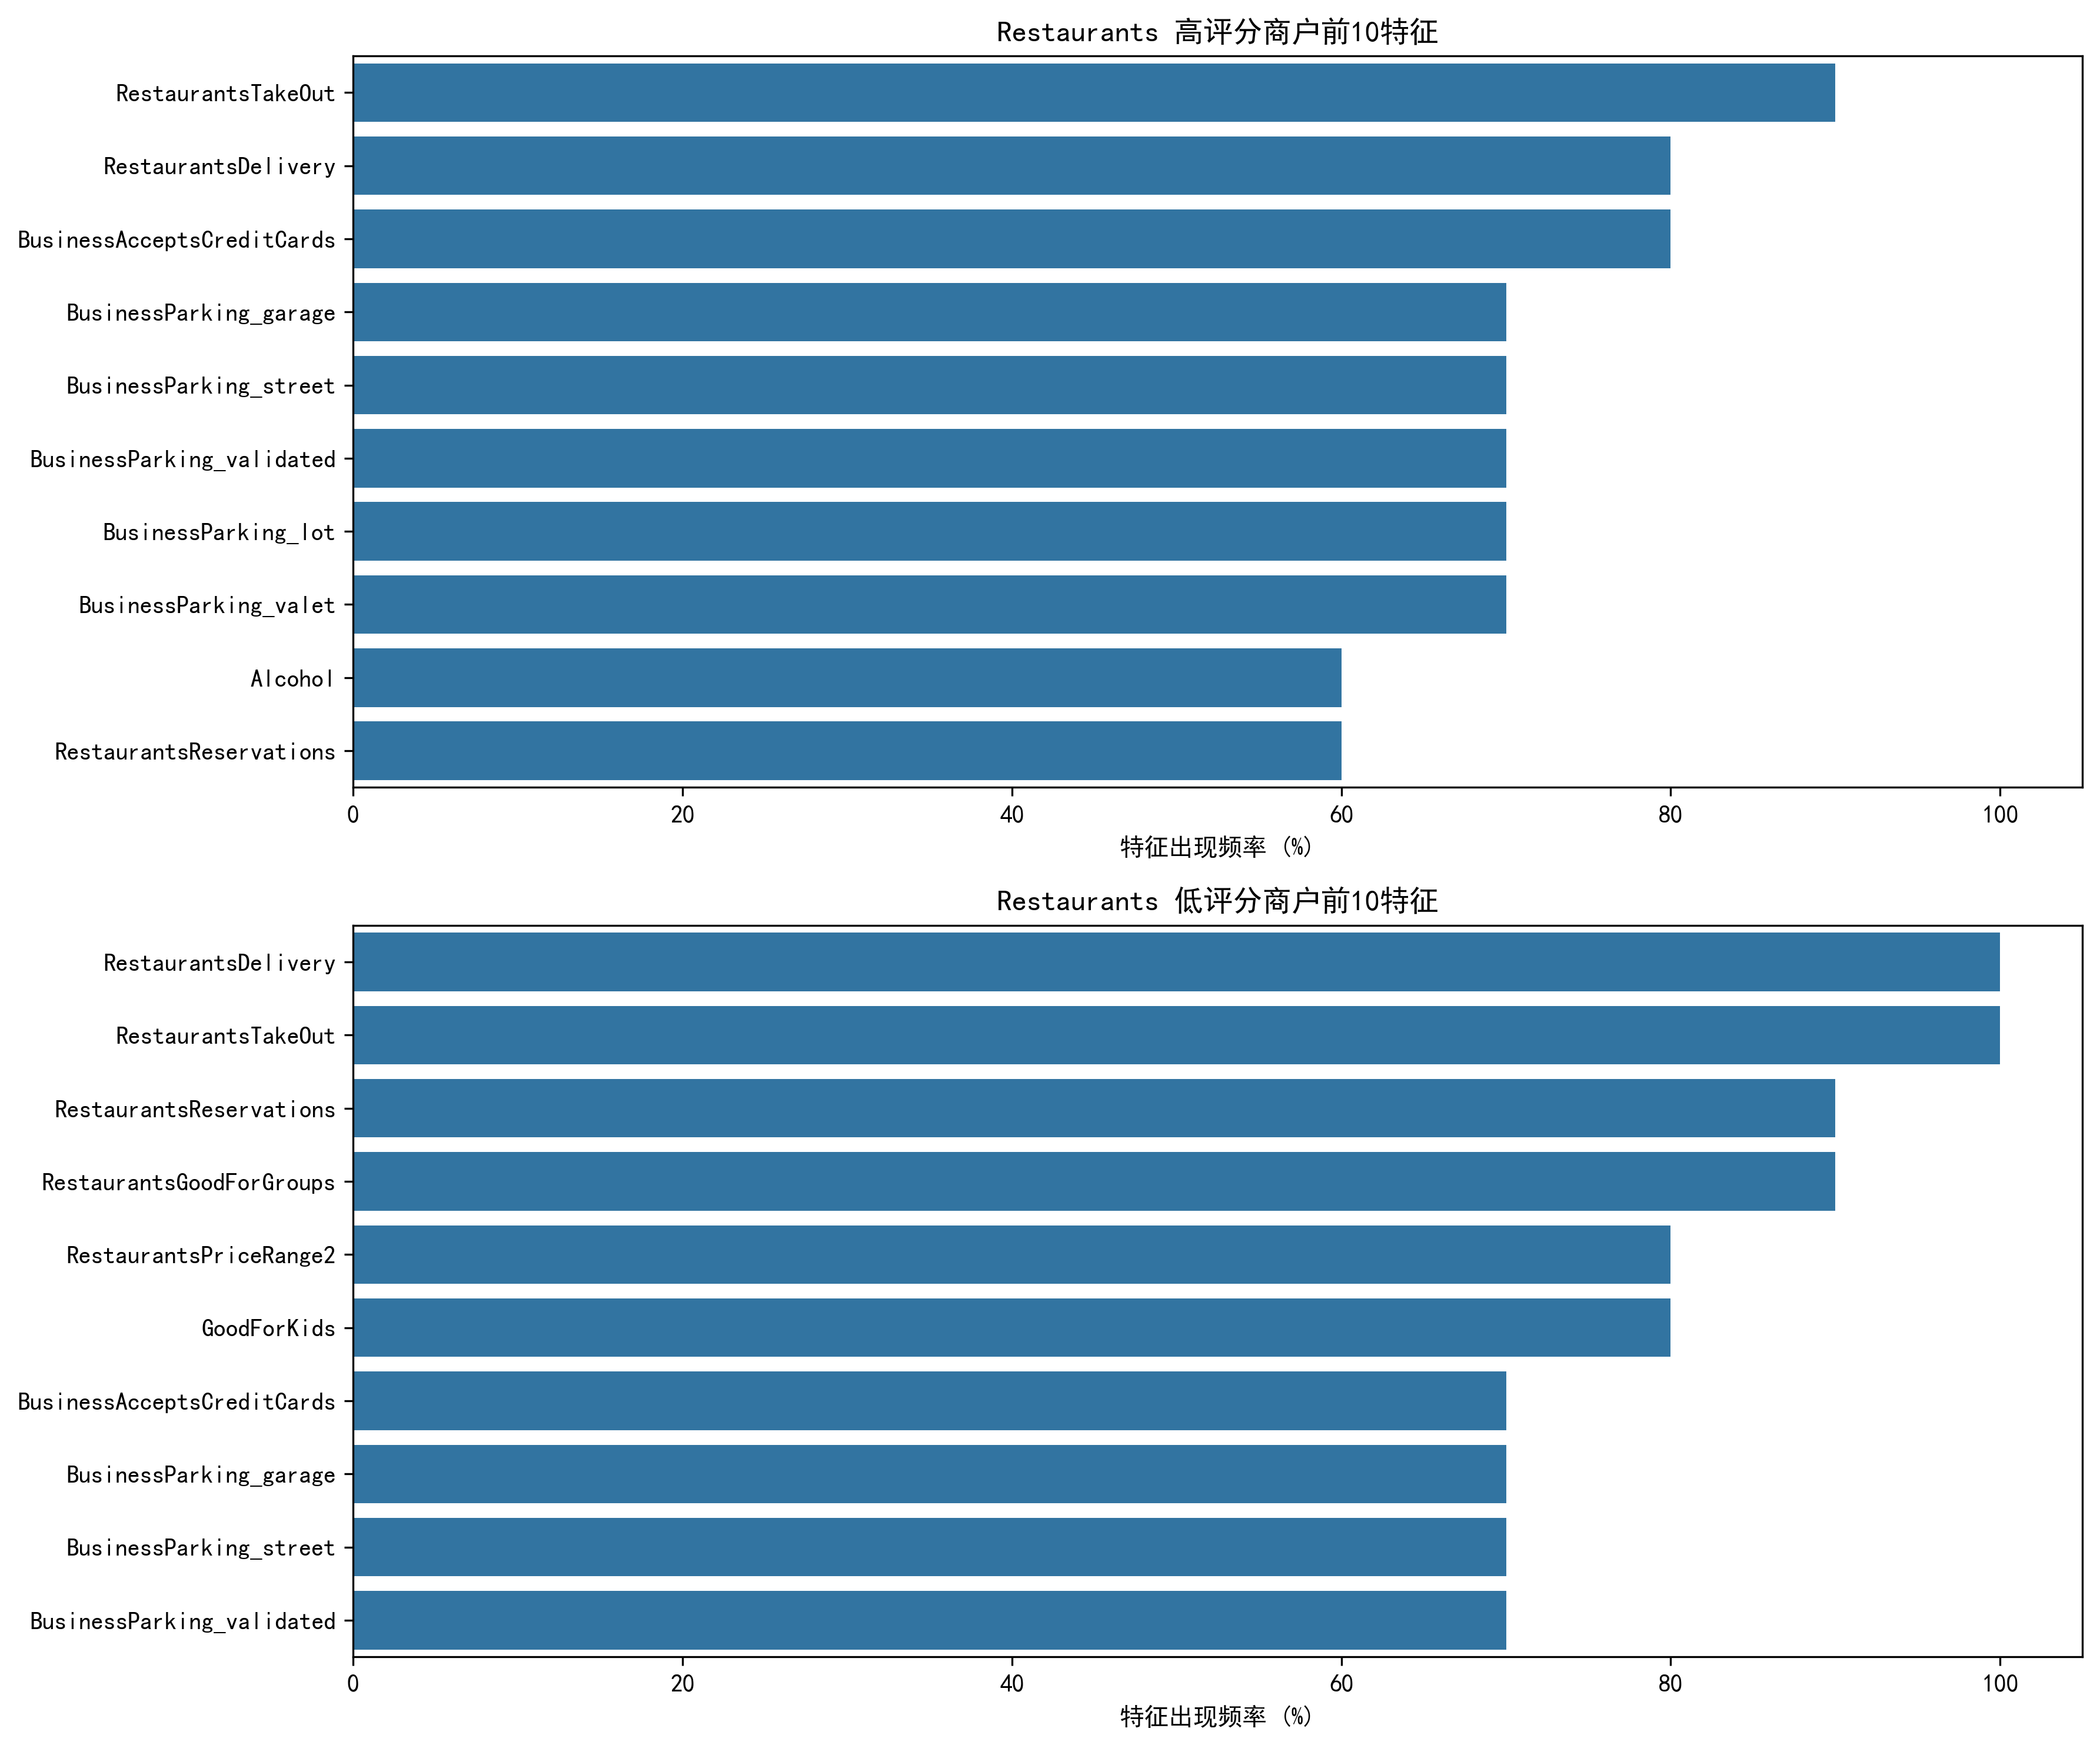 Restaurants 高评分商户前10特征
RestaurantsTakeOut
RestaurantsDelivery
BusinessAcceptsCreditCards
BusinessParking_garage
BusinessParking_street
BusinessParking_validated
BusinessParking_lot
BusinessParking_valet
Alcohol
RestaurantsReservations
0 20 40 60 80 100
特征出现频率 (%)
Restaurants 低评分商户前10特征
RestaurantsDelivery
RestaurantsTakeOut
RestaurantsReservations
RestaurantsGoodForGroups
RestaurantsPriceRange2
GoodForKids
BusinessAcceptsCreditCards
BusinessParking_garage
BusinessParking_street
BusinessParking_validated
0 20 40 60 80 100
特征出现频率 (%)